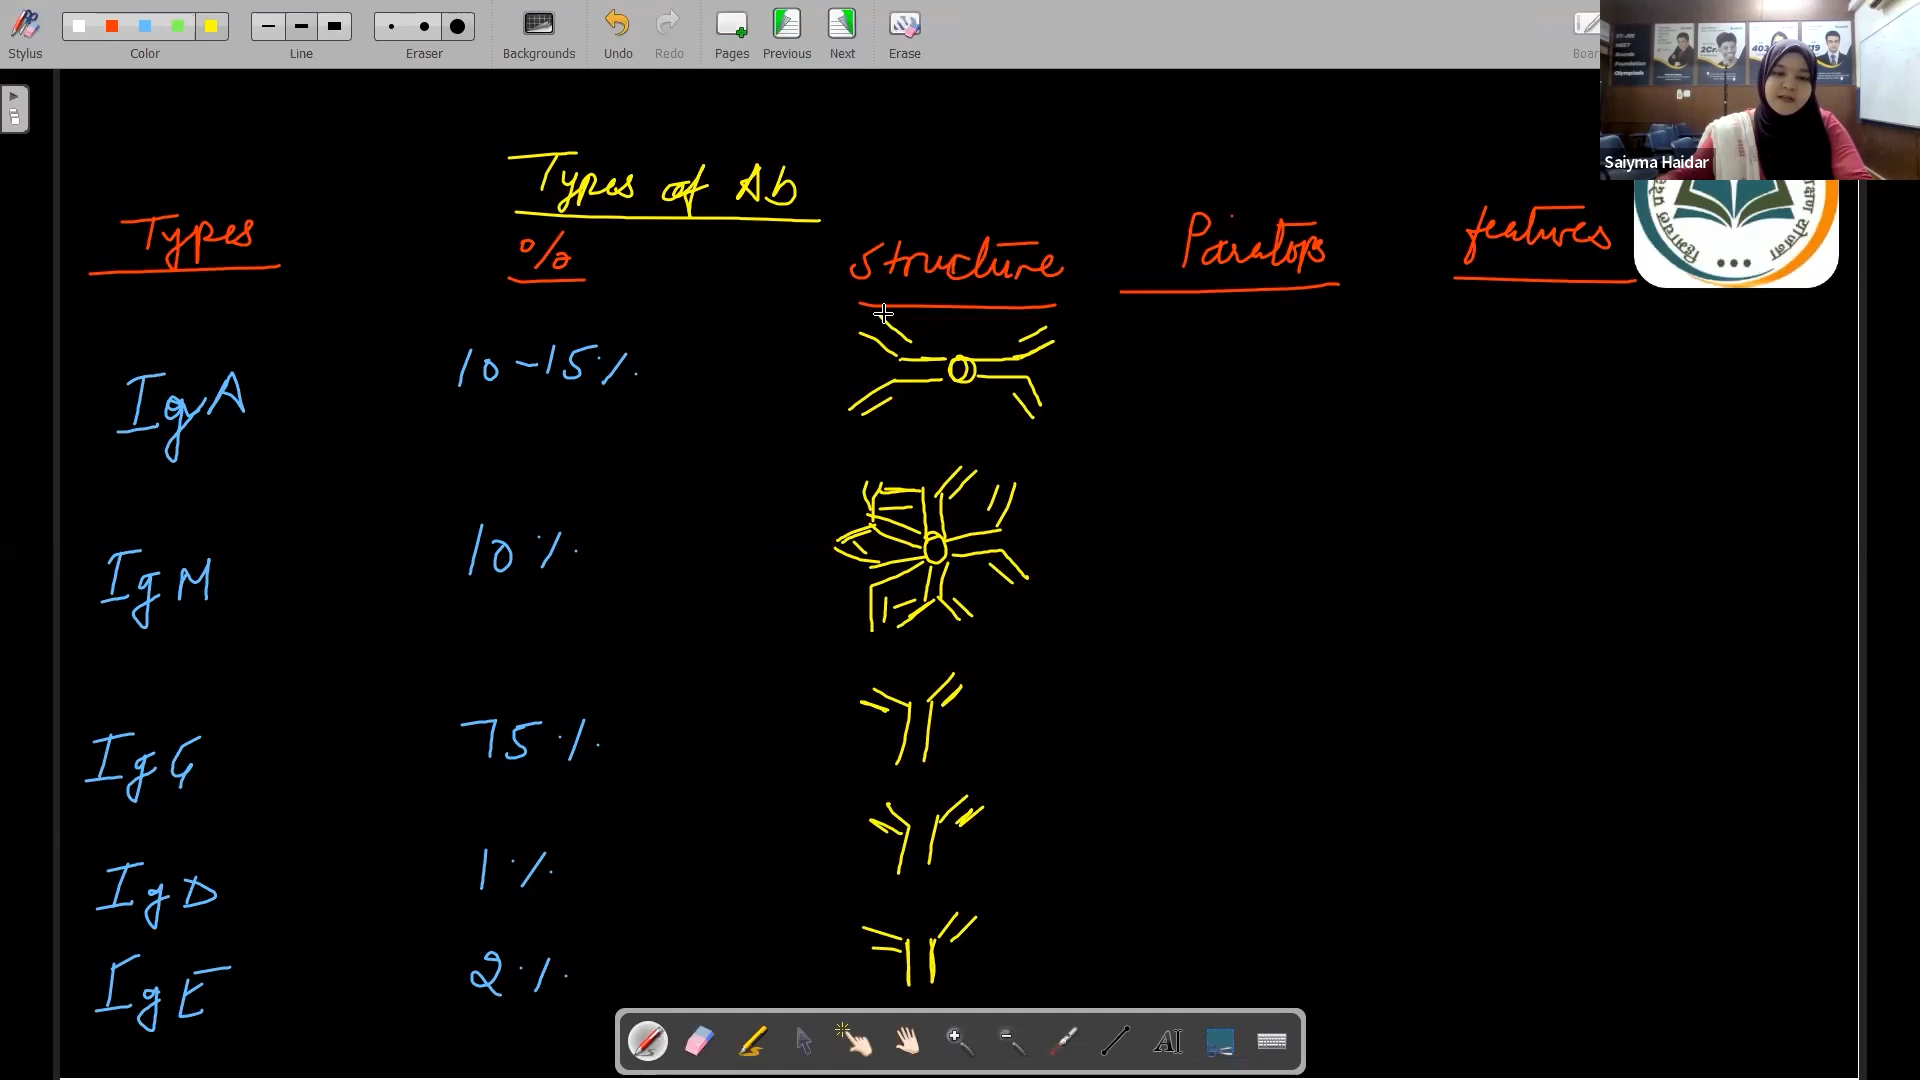 Stylus Color Line Eraser Backgrounds Undo Redo Pages Previous Next Erase
Saiyma Haidar
Types of Ab
Types % Structure Paratops features
IgA 10-15%.
IgM 10%.
IgG 75%.
IgD 1%.
IgE 2%.